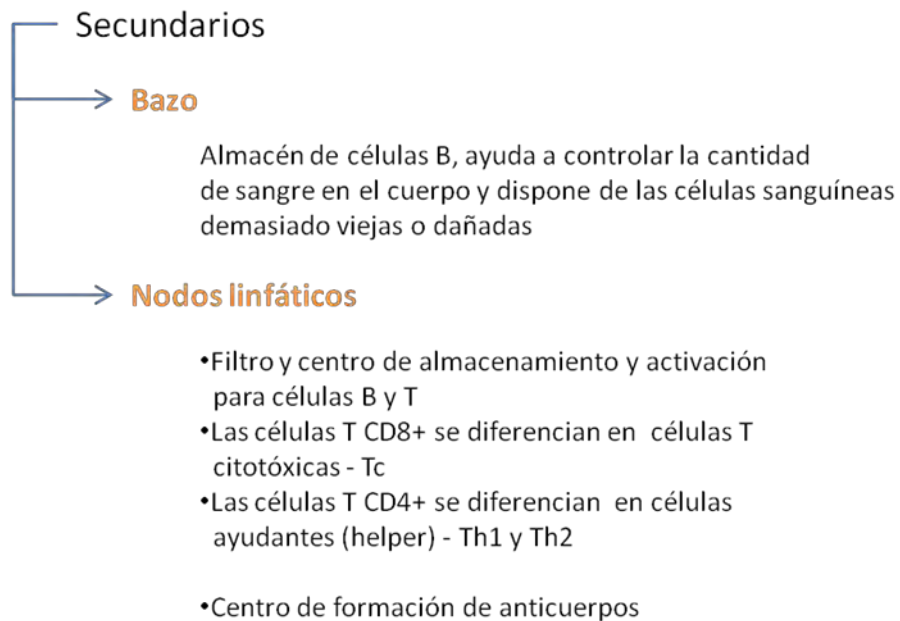 Secundarios
Bazo
Almacén de células B, ayuda a controlar la cantidad
de sangre en el cuerpo y dispone de las células sanguíneas
demasiado viejas o dañadas
Nodos linfáticos
•Filtro y centro de almacenamiento y activación
para células B y T
•Las células T CD8+ se diferencian en células T
citotóxicas - Tc
•Las células T CD4+ se diferencian en células
ayudantes (helper) - Th1 y Th2
•Centro de formación de anticuerpos